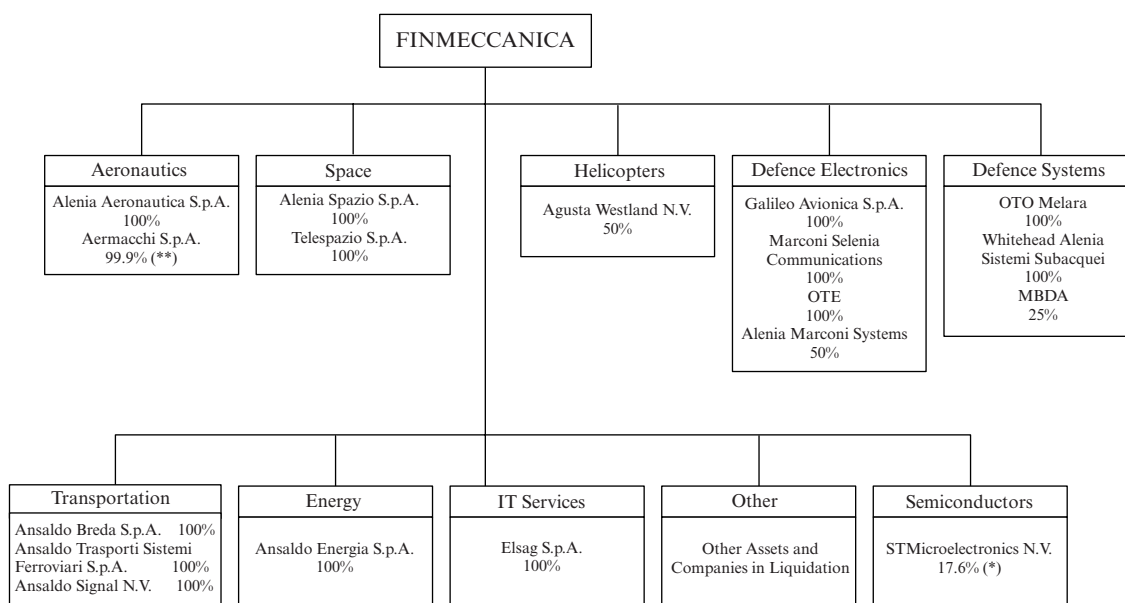 FINMECCANICA
Aeronautics
Alenia Aeronautica S.p.A.
100%
Aermacchi S.p.A.
99.9% (**)
Space
Alenia Spazio S.p.A.
100%
Telespazio S.p.A.
100%
Helicopters
Agusta Westland N.V.
50%
Defence Electronics
Galileo Avionica S.p.A.
100%
Marconi Selenia
Communications
100%
OTE
100%
Alenia Marconi Systems
50%
Defence Systems
OTO Melara
100%
Whitehead Alenia
Sistemi Subacquei
100%
MBDA
25%
Transportation
Ansaldo Breda S.p.A. 100%
Ansaldo Trasporti Sistemi
Ferroviari S.p.A. 100%
Ansaldo Signal N.V. 100%
Energy
Ansaldo Energia S.p.A.
100%
IT Services
Elsag S.p.A.
100%
Other
Other Assets and
Companies in Liquidation
Semiconductors
STMicroelectronics N.V.
17.6% (*)